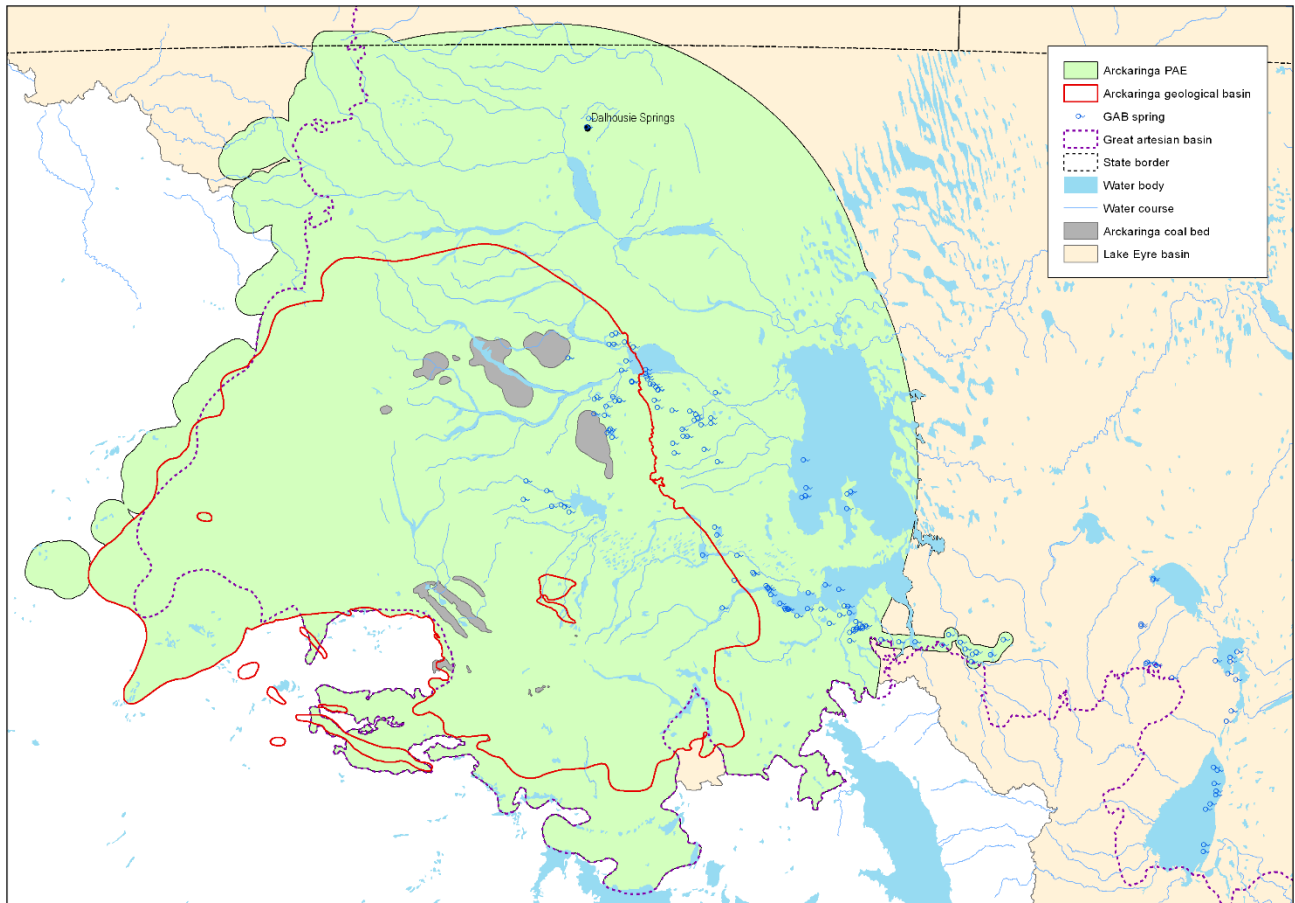 Dalhousie Springs
Arckaringa PAE
Arckaringa geological basin
GAB spring
Great artesian basin
State border
Water body
Water course
Arckaringa coal bed
Lake Eyre basin